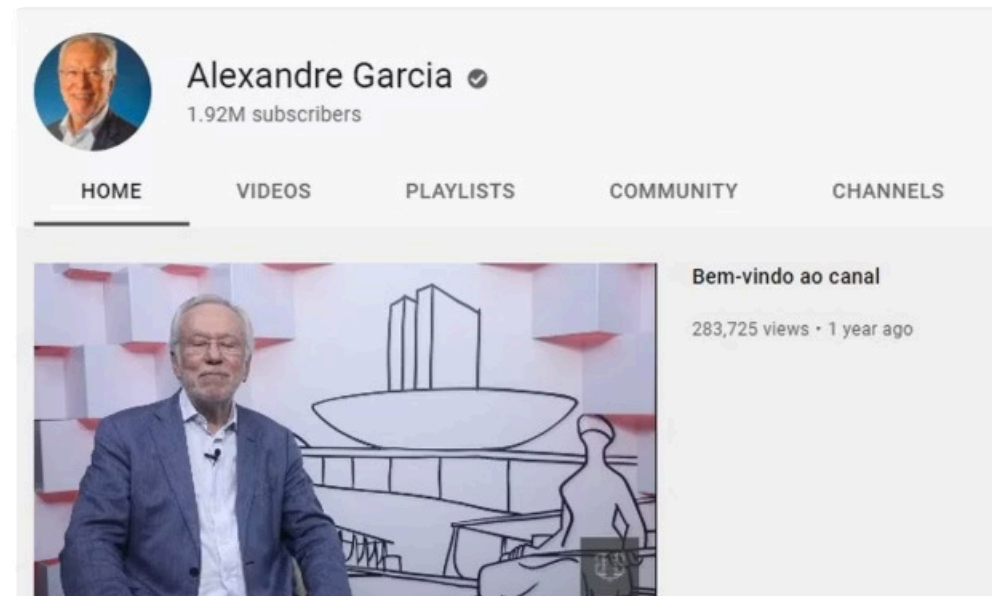 Alexandre Garcia
1.92M subscribers
HOME VIDEOS PLAYLISTS COMMUNITY CHANNELS
Bem-vindo ao canal
283,725 views • 1 year ago